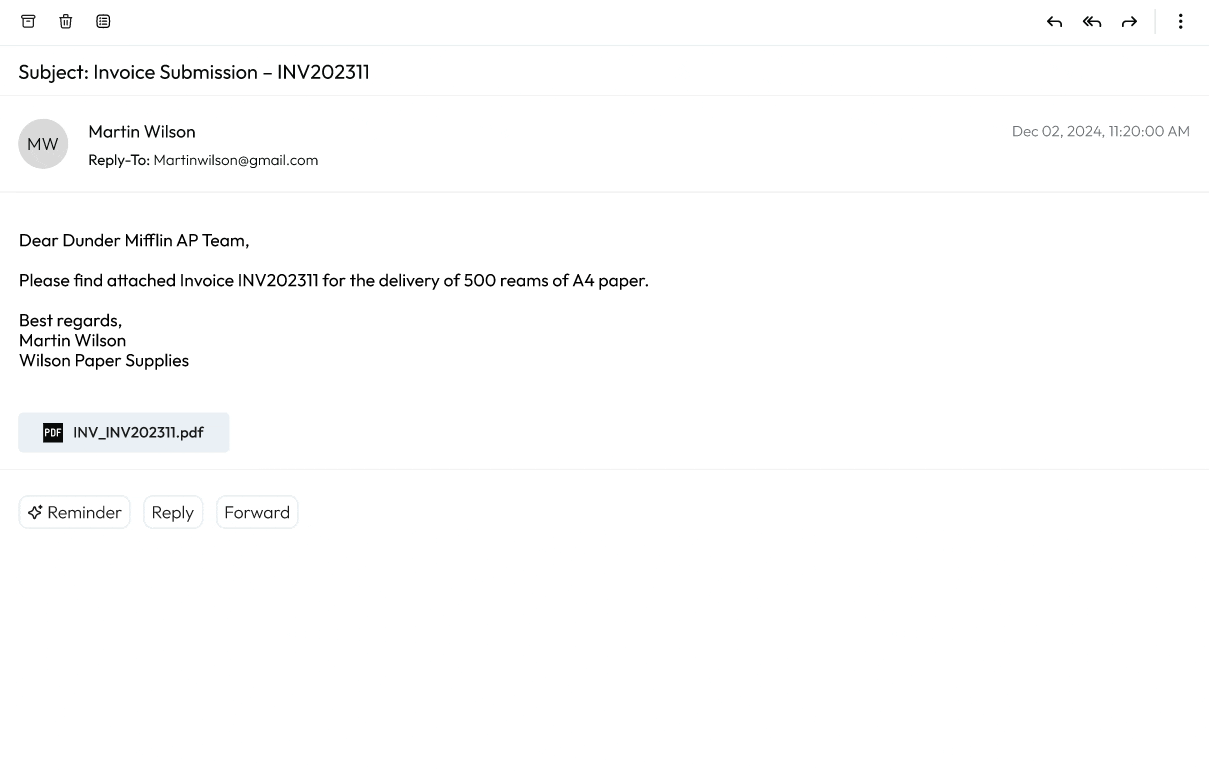 Subject: Invoice Submission – INV202311
MW
Martin Wilson
Dec 02, 2024, 11:20:00 AM
Reply-To: Martinwilson@gmail.com
Dear Dunder Mifflin AP Team,
Please find attached Invoice INV202311 for the delivery of 500 reams of A4 paper.
Best regards,
Martin Wilson
Wilson Paper Supplies
PDF INV_INV202311.pdf
Reminder Reply Forward